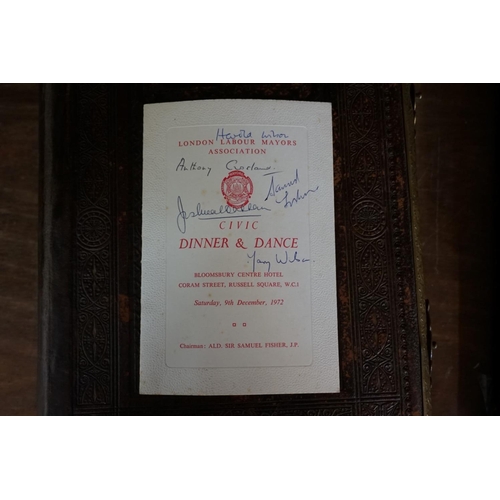 Harold Wilson
LONDON LABOUR MAYORS
ASSOCIATION
Anthony Crosland
Samuel
Fisher
CIVIC
DINNER & DANCE
Mary Wilson
BLOOMSBURY CENTRE HOTEL
CORAM STREET, RUSSELL SQUARE, W.C.1
Saturday, 9th December, 1972
CHAIRMAN: ALD. SIR SAMUEL FISHER, J.P.